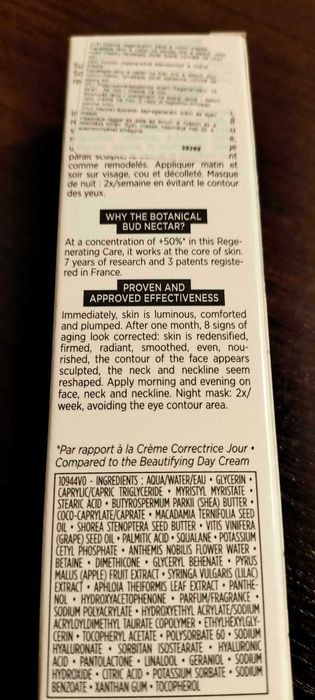 39268
paraît sculpté, le
comme remodelés. Appliquer matin et
soir sur visage, cou et décolleté. Masque
de nuit : 2x/semaine en évitant le contour
des yeux.
WHY THE BOTANICAL
BUD NECTAR?
At a concentration of +50%* in this Rege-
nerating Care, it works at the core of skin.
7 years of research and 3 patents registe-
red in France.
PROVEN AND
APPROVED EFFECTIVENESS
Immediately, skin is luminous, comforted
and plumped. After one month, 8 signs of
aging look corrected: skin is redensified,
firmed, radiant, smoothed, even, nou-
rished, the contour of the face appears
sculpted, the neck and neckline seem
reshaped. Apply morning and evening on
face, neck and neckline. Night mask: 2x/
week, avoiding the eye contour area.
*Par rapport à la Crème Correctrice Jour •
Compared to the Beautifying Day Cream
10944V0 - INGREDIENTS : AQUA/WATER/EAU • GLYCERIN •
CAPRYLIC/CAPRIC TRIGLYCERIDE • MYRISTYL MYRISTATE •
STEARIC ACID • BUTYROSPERMUM PARKII (SHEA) BUTTER •
COCO-CAPRYLATE/CAPRATE • MACADAMIA TERNIFOLIA SEED
OIL • SHOREA STENOPTERA SEED BUTTER • VITIS VINIFERA
(GRAPE) SEED OIL • PALMITIC ACID • SQUALANE • POTASSIUM
CETYL PHOSPHATE • ANTHEMIS NOBILIS FLOWER WATER •
BETAINE • DIMETHICONE • GLYCERYL BEHENATE • PYRUS
MALUS (APPLE) FRUIT EXTRACT • SYRINGA VULGARIS (LILAC)
EXTRACT • APHLOIA THEIFORMIS LEAF EXTRACT • PANTHE-
NOL • HYDROXYACETOPHENONE • PARFUM/FRAGRANCE •
SODIUM POLYACRYLATE • HYDROXYETHYL ACRYLATE/SODIUM
ACRYLOYLDIMETHYL TAURATE COPOLYMER • ETHYLHEXYLGLY-
CERIN • TOCOPHERYL ACETATE • POLYSORBATE 60 • SODIUM
HYALURONATE • SORBITAN ISOSTEARATE • HYALURONIC
ACID • PANTOLACTONE • LINALOOL • GERANIOL • SODIUM
HYDROXIDE • CITRIC ACID • POTASSIUM SORBATE • SODIUM
BENZOATE • XANTHAN GUM • TOCOPHEROL